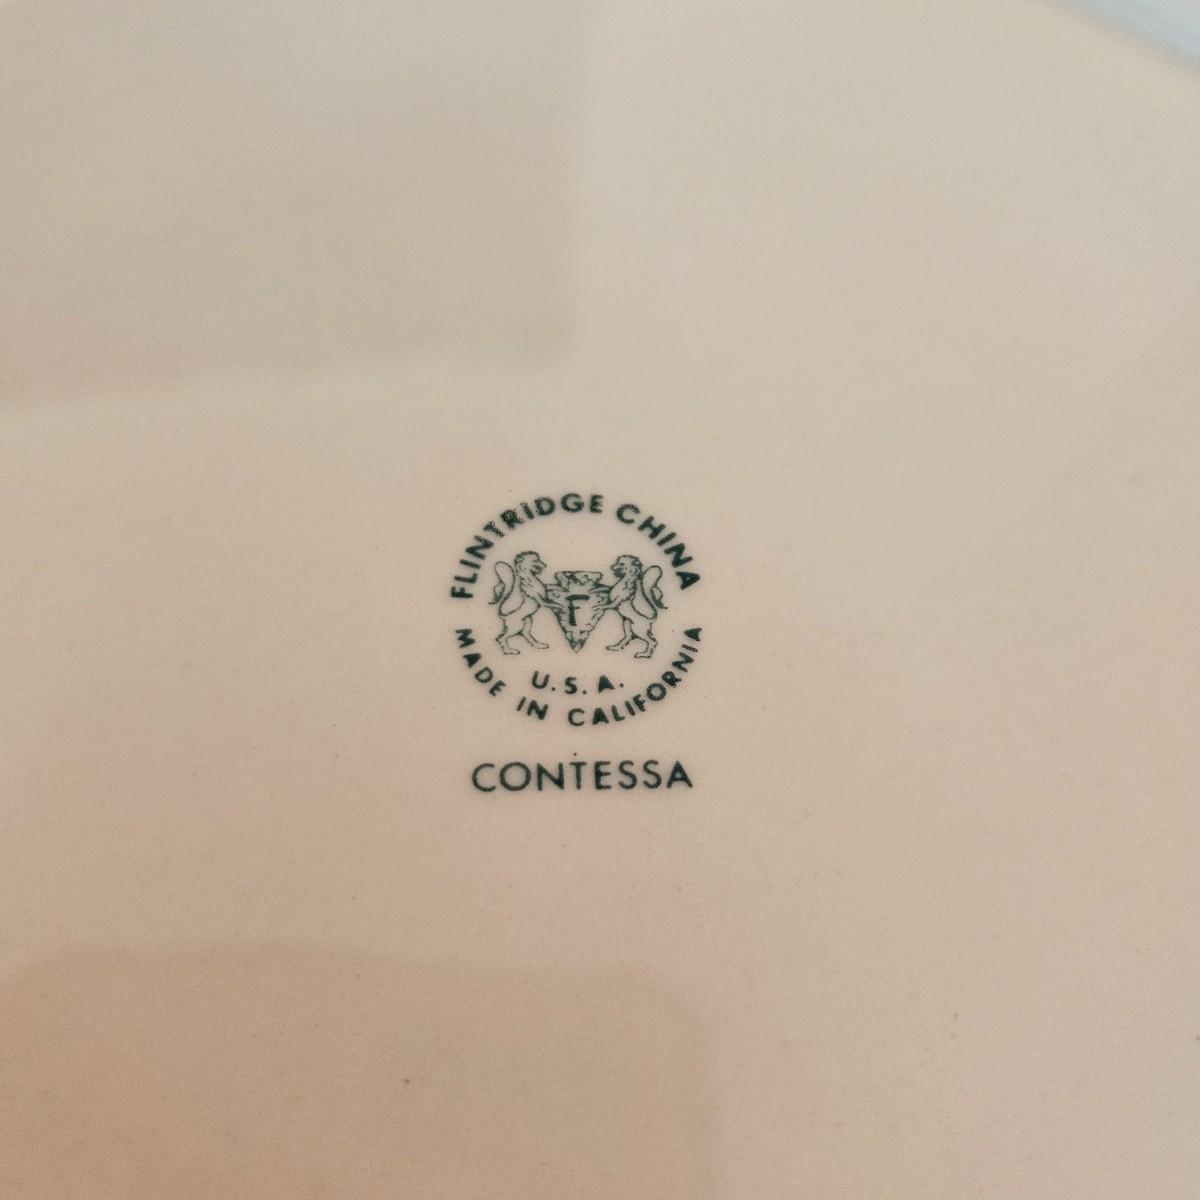 FLINTRIDGE CHINA
F
U.S.A.
MADE IN CALIFORNIA
CONTESSA